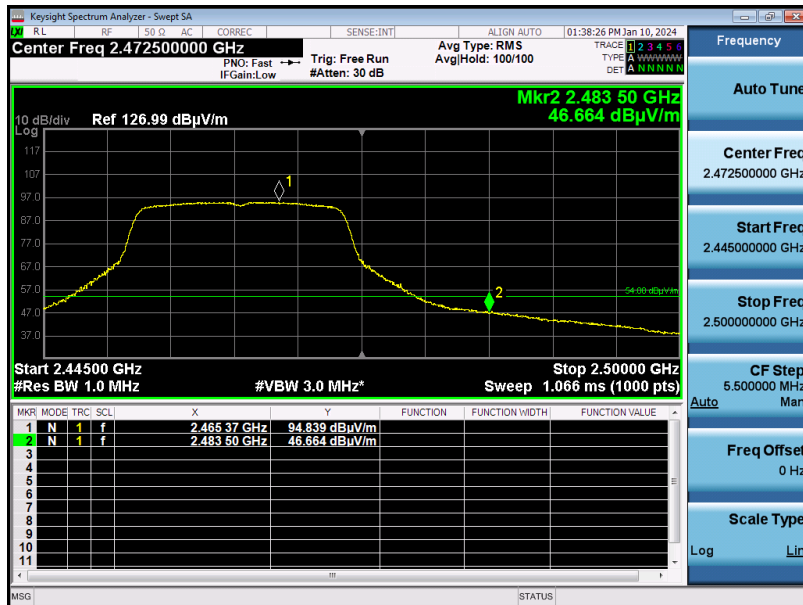 Keysight Spectrum Analyzer - Swept SA
LXI RL RF 50 Ω AC CORREC SENSE:INT ALIGN AUTO 01:38:26 PM Jan 10, 2024
Center Freq 2.472500000 GHz
PNO: Fast
IFGain:Low
Trig: Free Run
#Atten: 30 dB
Avg Type: RMS
Avg|Hold: 100/100
TRACE 1 2 3 4 5 6
TYPE A WWWWW
DET A N N N N N
Mkr2 2.483 50 GHz
46.664 dBµV/m
10 dB/div Ref 126.99 dBµV/m
Log
117
107
97.0
87.0
77.0
67.0
57.0
47.0
37.0
1
2
54.00 dBµV/m
Start 2.44500 GHz Stop 2.50000 GHz
#Res BW 1.0 MHz #VBW 3.0 MHz* Sweep 1.066 ms (1000 pts)
MKR MODE TRC SCL X Y FUNCTION FUNCTION WIDTH FUNCTION VALUE
1 N 1 f 2.465 37 GHz 94.839 dBµV/m
2 N 1 f 2.483 50 GHz 46.664 dBµV/m
3
4
5
6
7
8
9
10
11
MSG STATUS
Frequency
Auto Tune
Center Freq
2.472500000 GHz
Start Freq
2.445000000 GHz
Stop Freq
2.500000000 GHz
CF Step
5.500000 MHz
Auto Man
Freq Offset
0 Hz
Scale Type
Log Lin